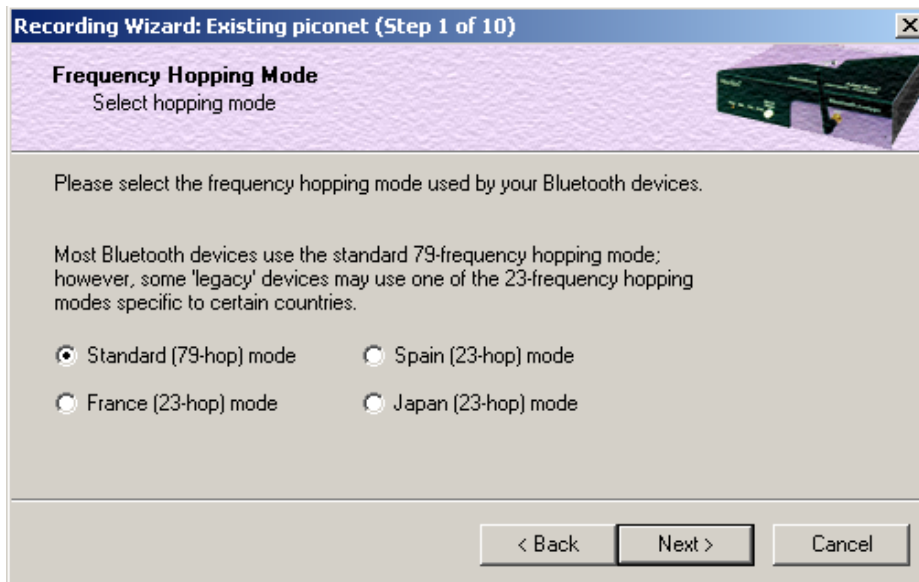 Recording Wizard: Existing piconet (Step 1 of 10)
Frequency Hopping Mode
Select hopping mode
Please select the frequency hopping mode used by your Bluetooth devices.
Most Bluetooth devices use the standard 79-frequency hopping mode;
however, some 'legacy' devices may use one of the 23-frequency hopping
modes specific to certain countries.
Standard (79-hop) mode
Spain (23-hop) mode
France (23-hop) mode
Japan (23-hop) mode
< Back
Next >
Cancel